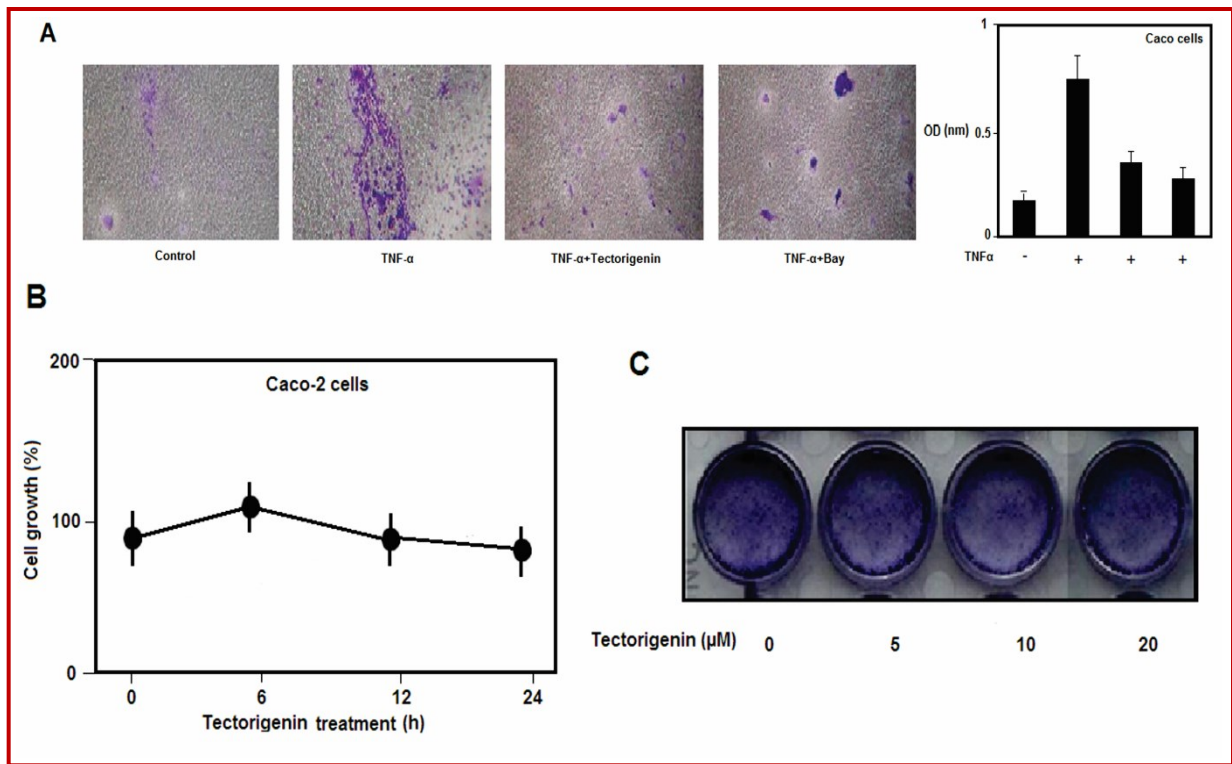 A
Control
TNF-α
TNF-α+Tectorigenin
TNF-α+Bay
Caco cells
1
OD (nm)
0.5
0
TNFα - + + +
B
Caco-2 cells
Cell growth (%)
200
100
0
0 6 12 24
Tectorigenin treatment (h)
C
Tectorigenin (µM) 0 5 10 20